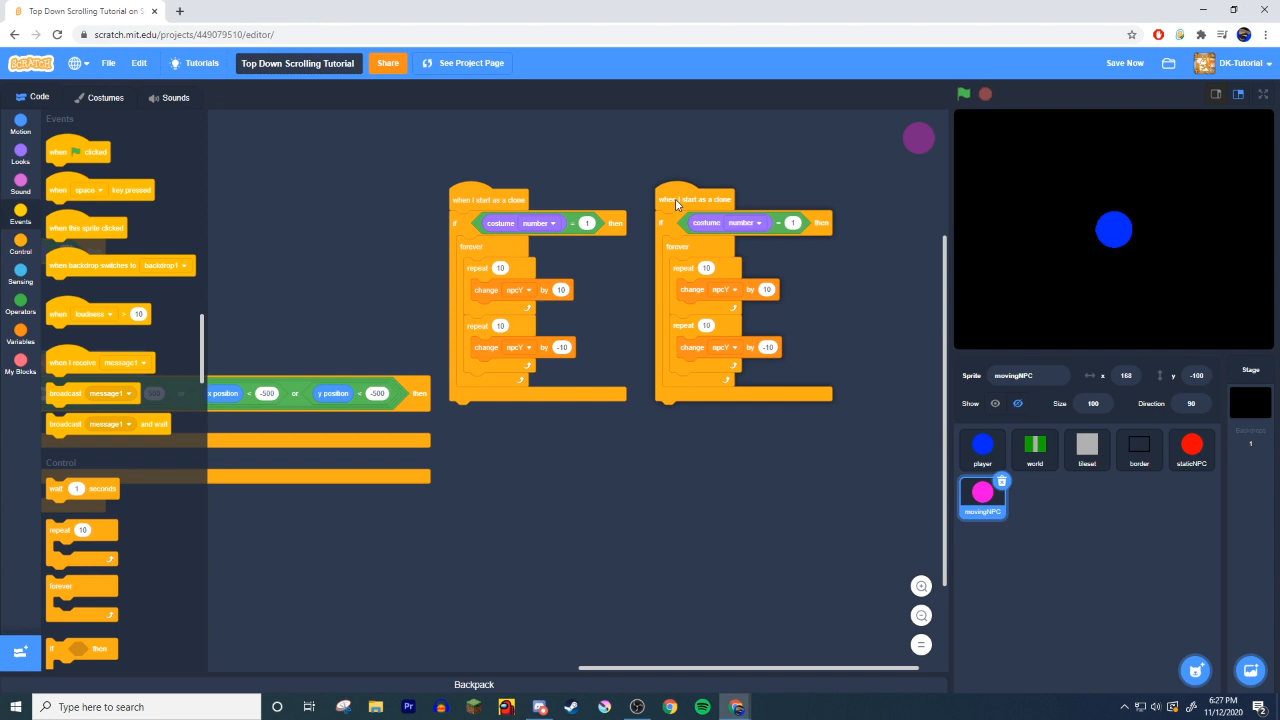 Top Down Scrolling Tutorial on S
scratch.mit.edu/projects/449079510/editor/
SCRATCH File Edit Tutorials Top Down Scrolling Tutorial Share See Project Page Save Now DK-Tutorial
Code Costumes Sounds
Motion
Looks
Sound
Events
Control
Sensing
Operators
Variables
My Blocks
Events
when clicked
when space key pressed
when this sprite clicked
when backdrop switches to backdrop1
when loudness > 10
when I receive message1
broadcast message1
broadcast message1 and wait
Control
wait 1 seconds
repeat 10
forever
if then
500 or x position < -500 or y position < -500 then
when I start as a clone
if costume number = 1 then
forever
repeat 10
change npcY by 10
repeat 10
change npcY by -10
when I start as a clone
if costume number = 1 then
forever
repeat 10
change npcY by 10
repeat 10
change npcY by -10
Sprite movingNPC x 168 y -100
Show Size 100 Direction 90
player world tileset border staticNPC
movingNPC
Stage
Backdrops
1
Backpack
Type here to search
6:27 PM
11/12/2020
2